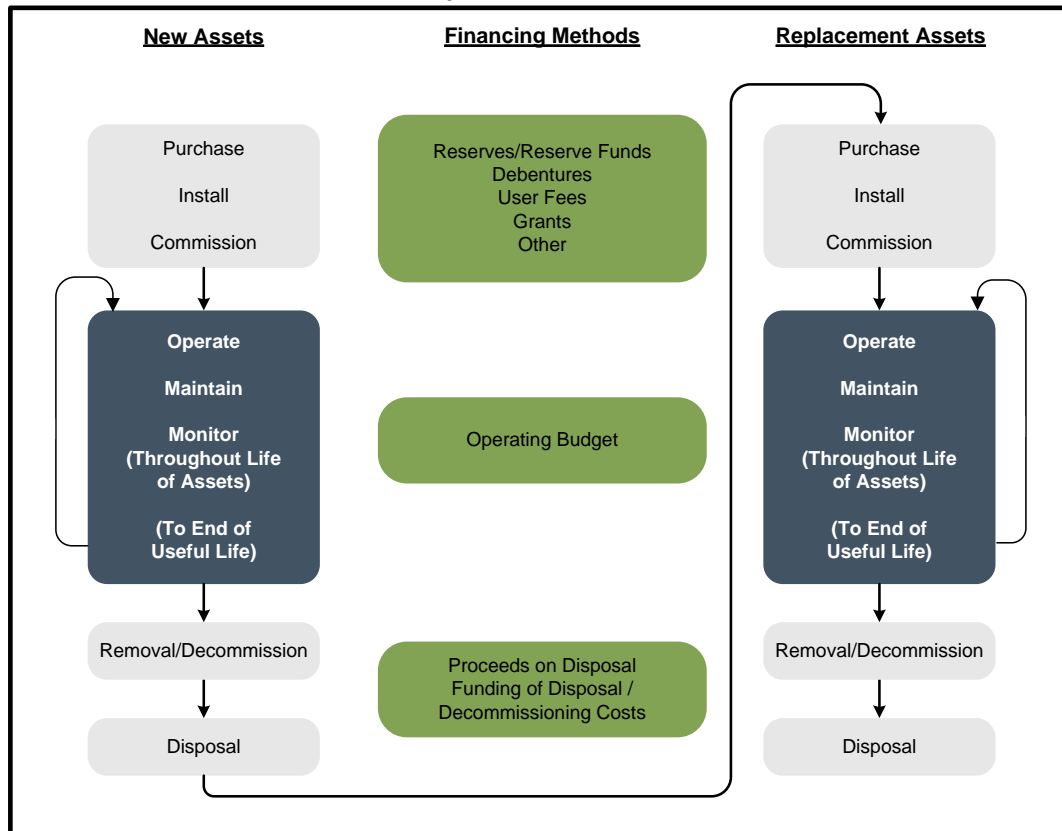 New Assets
Financing Methods
Replacement Assets
Purchase
Install
Commission
Operate
Maintain
Monitor
(Throughout Life
of Assets)
(To End of
Useful Life)
Removal/Decommission
Disposal
Reserves/Reserve Funds
Debentures
User Fees
Grants
Other
Operating Budget
Proceeds on Disposal
Funding of Disposal /
Decommissioning Costs
Purchase
Install
Commission
Operate
Maintain
Monitor
(Throughout Life
of Assets)
(To End of
Useful Life)
Removal/Decommission
Disposal